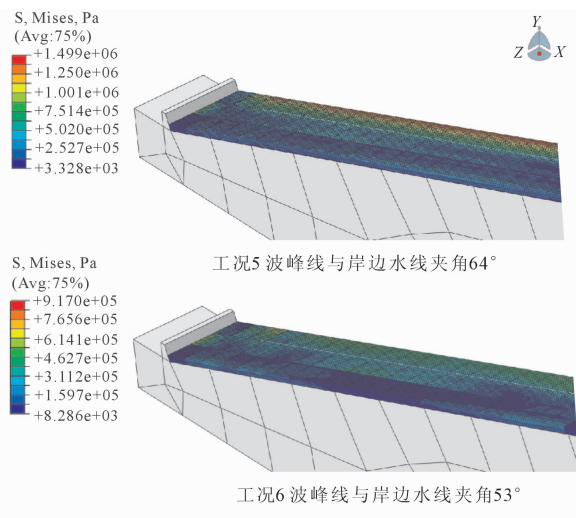 S, Mises, Pa
(Avg:75%)
+1.499e+06
+1.250e+06
+1.001e+06
+7.514e+05
+5.020e+05
+2.527e+05
+3.328e+03
Y
Z X
工况5 波峰线与岸边水线夹角64°
S, Mises, Pa
(Avg:75%)
+9.170e+05
+7.656e+05
+6.141e+05
+4.627e+05
+3.112e+05
+1.597e+05
+8.286e+03
工况6 波峰线与岸边水线夹角53°